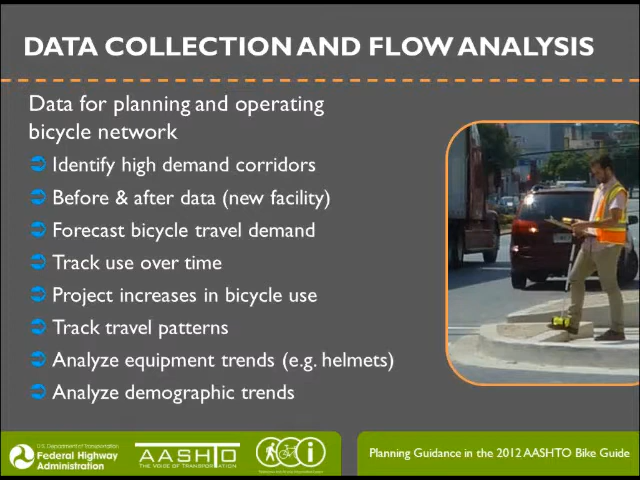 DATA COLLECTION AND FLOW ANALYSIS
Data for planning and operating
bicycle network
Identify high demand corridors
Before & after data (new facility)
Forecast bicycle travel demand
Track use over time
Project increases in bicycle use
Track travel patterns
Analyze equipment trends (e.g. helmets)
Analyze demographic trends
U.S. Department of Transportation
Federal Highway
Administration
AASHTO
THE VOICE OF TRANSPORTATION
Planning Guidance in the 2012 AASHTO Bike Guide